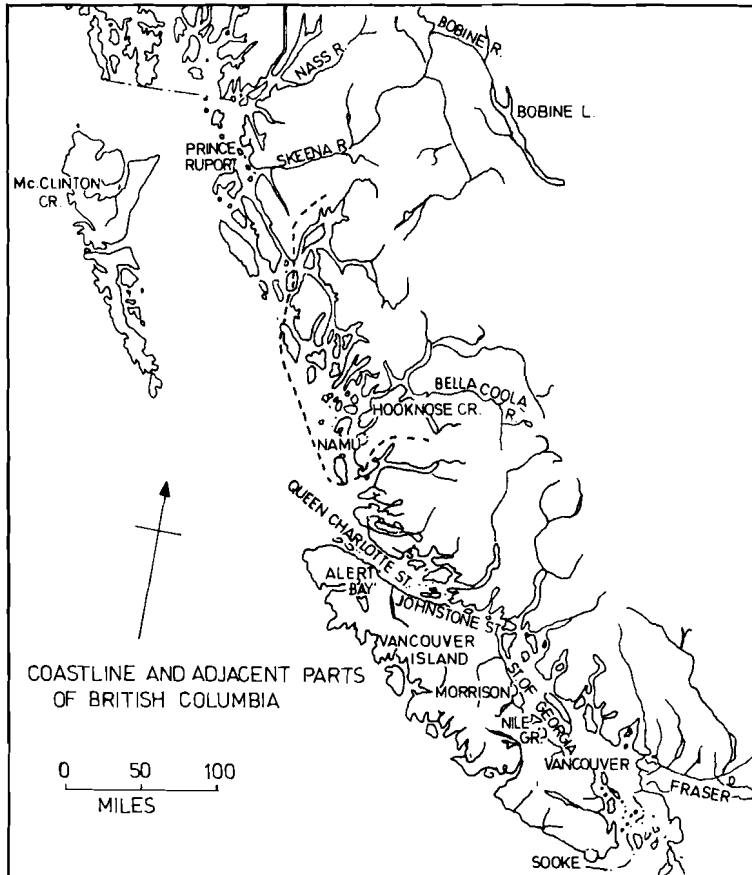 BOBINE R.
NASS R.
BOBINE L.
PRINCE
RUPORT
SKEENA R.
Mc.CLINTON
CR.
BELLA COOLA
R.
HOOKNOSE CR.
NAMU
QUEEN CHARLOTTE ST.
ALERT
BAY
JOHNSTONE ST.
VANCOUVER
ISLAND
ST. OF GEORGIA
MORRISON
NILE
GR.
VANCOUVER
FRASER
SOOKE
COASTLINE AND ADJACENT PARTS
OF BRITISH COLUMBIA
0 50 100
MILES